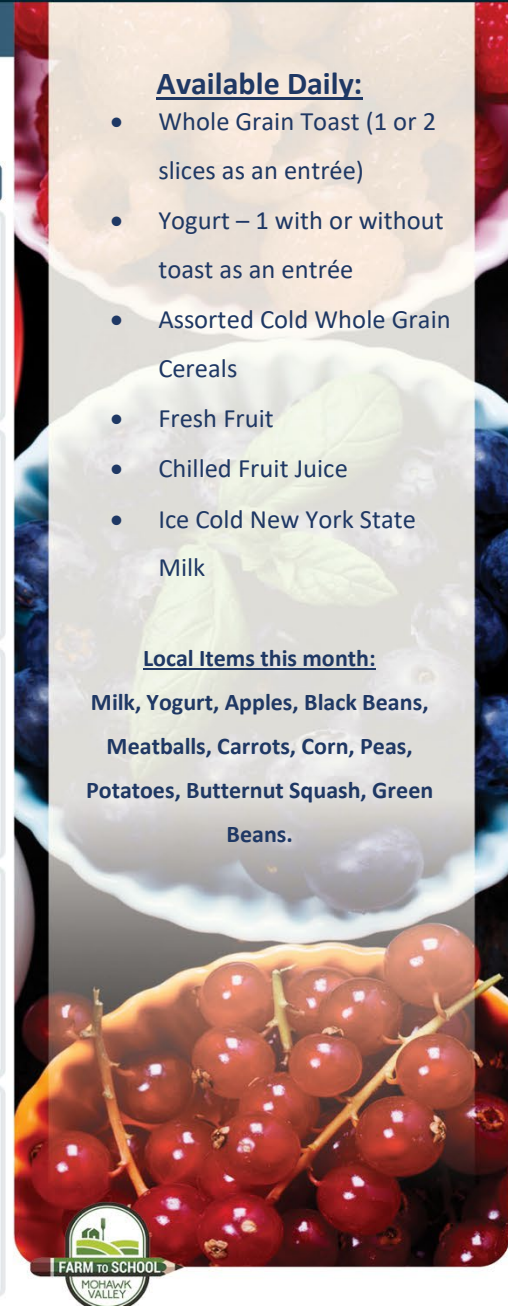 Available Daily:
• Whole Grain Toast (1 or 2
slices as an entrée)
• Yogurt – 1 with or without
toast as an entrée
• Assorted Cold Whole Grain
Cereals
• Fresh Fruit
• Chilled Fruit Juice
• Ice Cold New York State
Milk
Local Items this month:
Milk, Yogurt, Apples, Black Beans,
Meatballs, Carrots, Corn, Peas,
Potatoes, Butternut Squash, Green
Beans.
FARM TO SCHOOL
MOHAWK
VALLEY